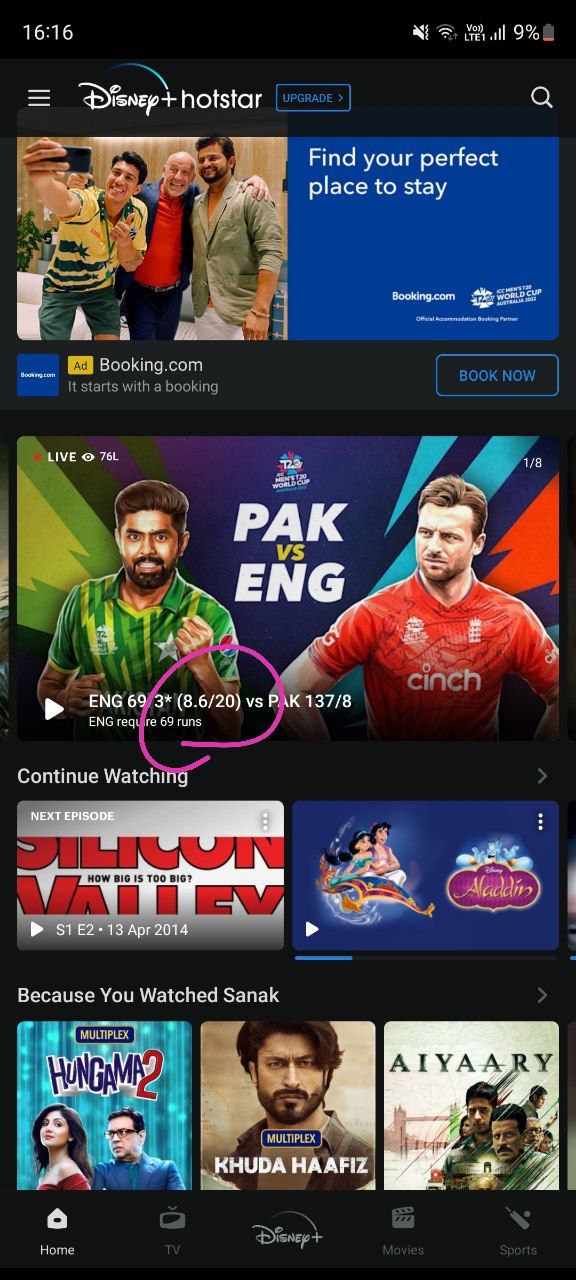 16:16
Vo))
LTE1
9%
Disney+ hotstar
UPGRADE >
Find your perfect
place to stay
Booking.com
T20
ICC MEN'S T20
WORLD CUP
AUSTRALIA 2022
Official Accommodation Booking Partner
Booking.com
Ad Booking.com
It starts with a booking
BOOK NOW
LIVE 76L
1/8
T20
ICC
MEN'S T20
WORLD CUP
AUSTRALIA 2022
PAK
VS
ENG
cinch
ENG 69/3* (8.6/20) vs PAK 137/8
ENG require 69 runs
Continue Watching
NEXT EPISODE
SILICON
HOW BIG IS TOO BIG?
VALLEY
S1 E2 • 13 Apr 2014
Disney
Aladdin
Because You Watched Sanak
MULTIPLEX
HUNGAMA 2
MULTIPLEX
KHUDA HAAFIZ
AIYAARY
Home
TV
Disney+
Movies
Sports